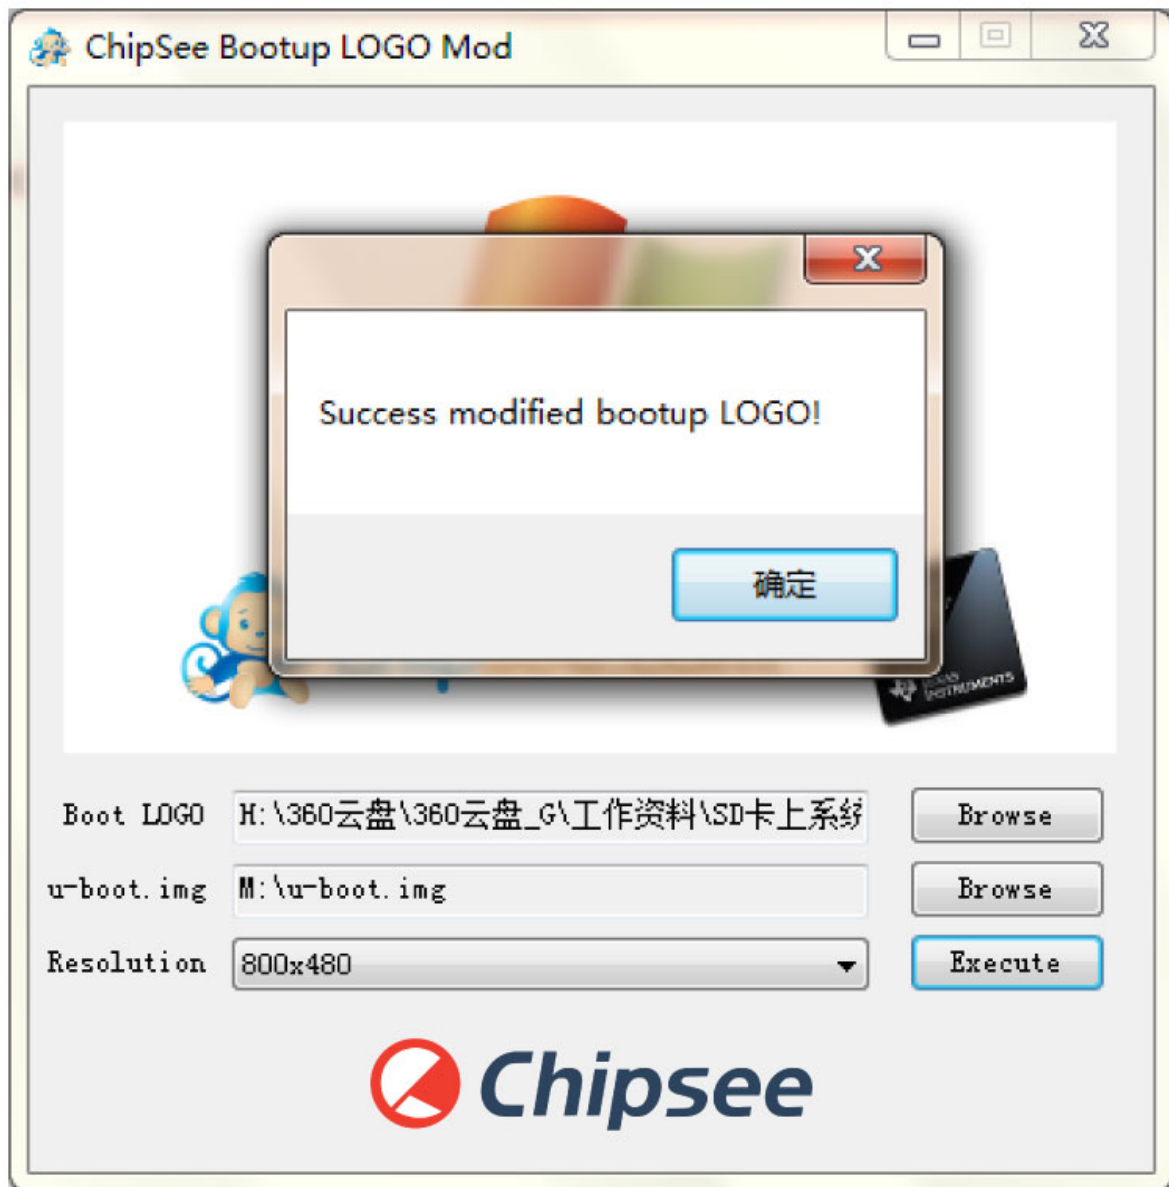 ChipSee Bootup LOGO Mod
Success modified bootup LOGO!
确定
INSTRUMENTS
Boot LOGO H:\360云盘\360云盘_G\工作资料\SD卡上系统 Browse
u-boot.img M:\u-boot.img Browse
Resolution 800x480 Execute
Chipsee